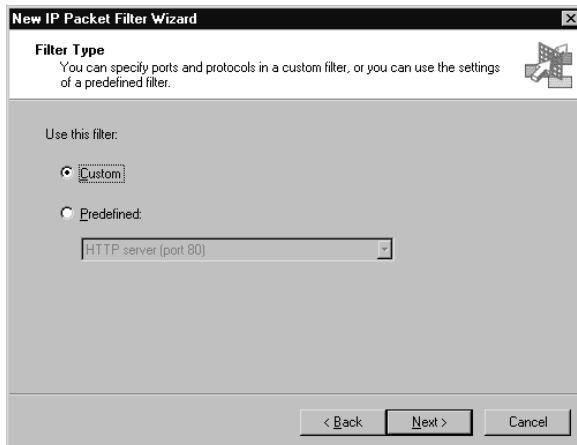 New IP Packet Filter Wizard
Filter Type
You can specify ports and protocols in a custom filter, or you can use the settings
of a predefined filter.
Use this filter:
Custom
Predefined:
HTTP server (port 80)
< Back
Next >
Cancel